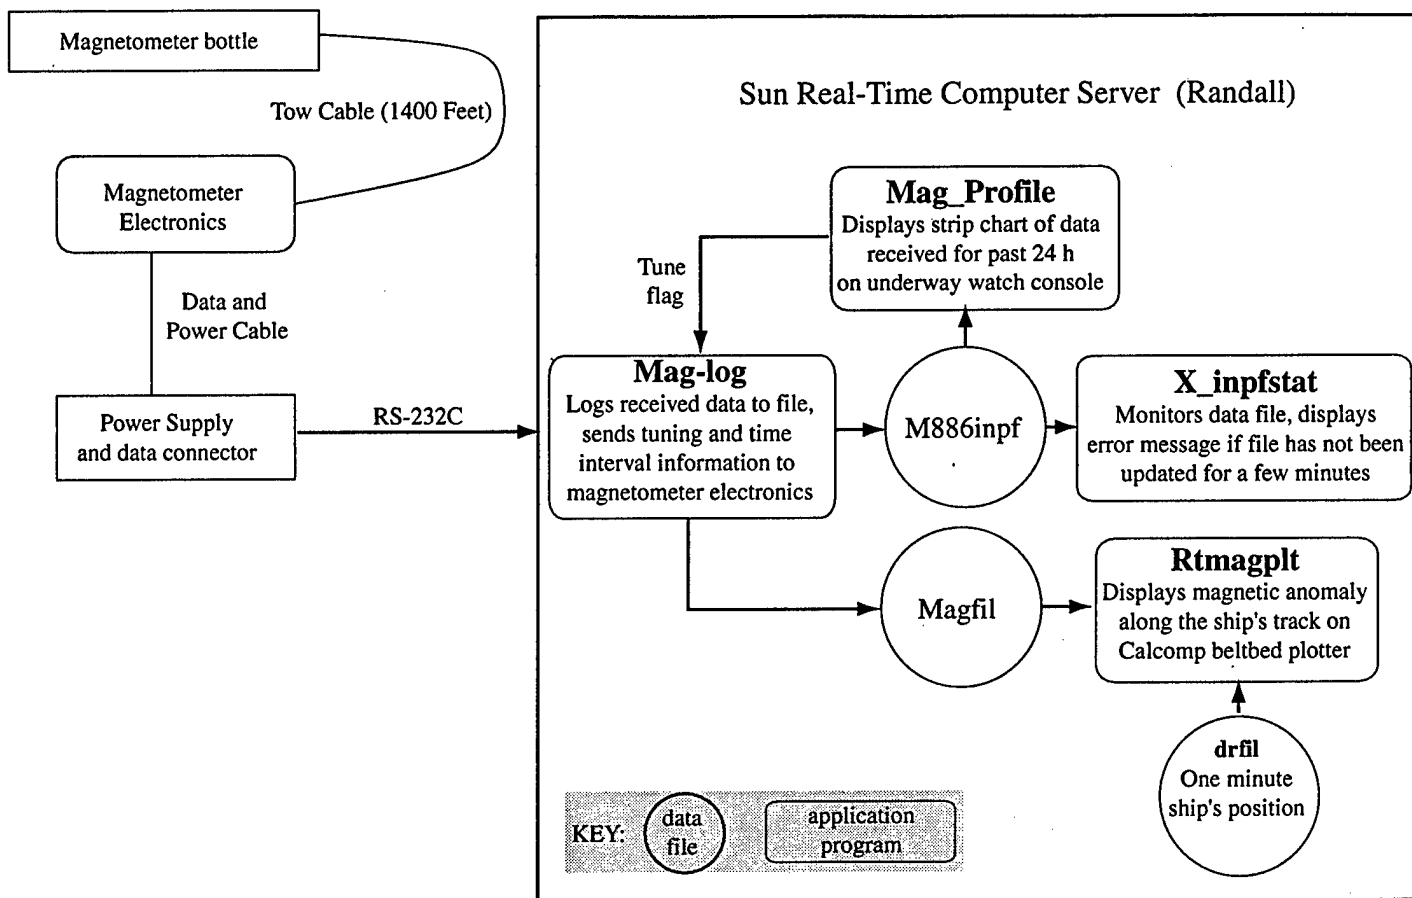 Magnetometer bottle
Tow Cable (1400 Feet)
Magnetometer
Electronics
Data and
Power Cable
Power Supply
and data connector
RS-232C
Sun Real-Time Computer Server (Randall)
Mag_Profile
Displays strip chart of data
received for past 24 h
on underway watch console
Tune
flag
Mag-log
Logs received data to file,
sends tuning and time
interval information to
magnetometer electronics
M886inpf
X_inpfstat
Monitors data file, displays
error message if file has not been
updated for a few minutes
Magfil
Rtmagplt
Displays magnetic anomaly
along the ship's track on
Calcomp beltbed plotter
drfil
One minute
ship's position
KEY:
data
file
application
program